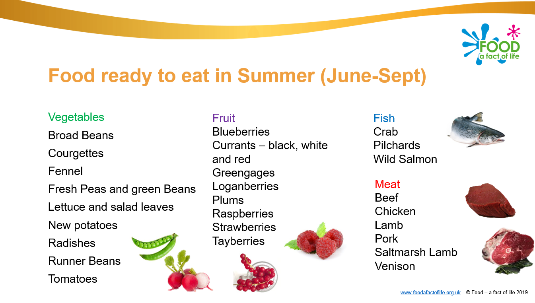 FOOD
a fact of life
Food ready to eat in Summer (June-Sept)
Vegetables
Broad Beans
Courgettes
Fennel
Fresh Peas and green Beans
Lettuce and salad leaves
New potatoes
Radishes
Runner Beans
Tomatoes
Fruit
Blueberries
Currants – black, white
and red
Greengages
Loganberries
Plums
Raspberries
Strawberries
Tayberries
Fish
Crab
Pilchards
Wild Salmon
Meat
Beef
Chicken
Lamb
Pork
Saltmarsh Lamb
Venison
www.foodafactoflife.org.uk © Food – a fact of life 2019